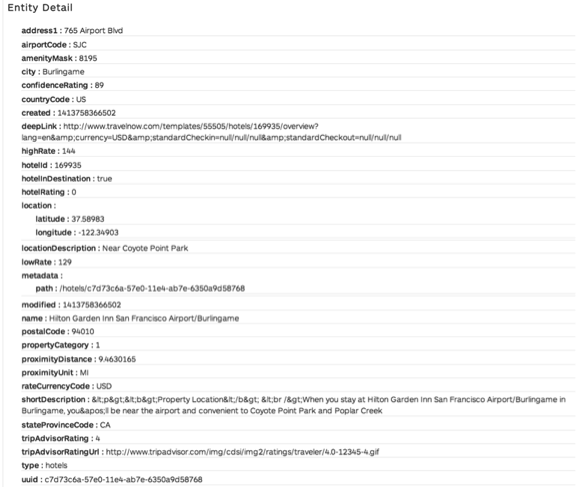 Entity Detail
address1 : 765 Airport Blvd
airportCode : SJC
amenityMask : 8195
city : Burlingame
confidenceRating : 89
countryCode : US
created : 1413758366502
deepLink : http://www.travelnow.com/templates/55505/hotels/169935/overview?
lang=en&amp;currency=USD&amp;standardCheckin=null/null/null&amp;standardCheckout=null/null/null
highRate : 144
hotelId : 169935
hotelInDestination : true
hotelRating : 0
location :
latitude : 37.58983
longitude : -122.34903
locationDescription : Near Coyote Point Park
lowRate : 129
metadata :
path : /hotels/c7d73c6a-57e0-11e4-ab7e-6350a9d58768
modified : 1413758366502
name : Hilton Garden Inn San Francisco Airport/Burlingame
postalCode : 94010
propertyCategory : 1
proximityDistance : 9.4630165
proximityUnit : MI
rateCurrencyCode : USD
shortDescription : &lt;p&gt;&lt;b&gt;Property Location&lt;/b&gt; &lt;br /&gt;When you stay at Hilton Garden Inn San Francisco Airport/Burlingame in
Burlingame, you&apos;ll be near the airport and convenient to Coyote Point Park and Poplar Creek
stateProvinceCode : CA
tripAdvisorRating : 4
tripAdvisorRatingUrl : http://www.tripadvisor.com/img/cdsi/img2/ratings/traveler/4.0-12345-4.gif
type : hotels
uuid : c7d73c6a-57e0-11e4-ab7e-6350a9d58768